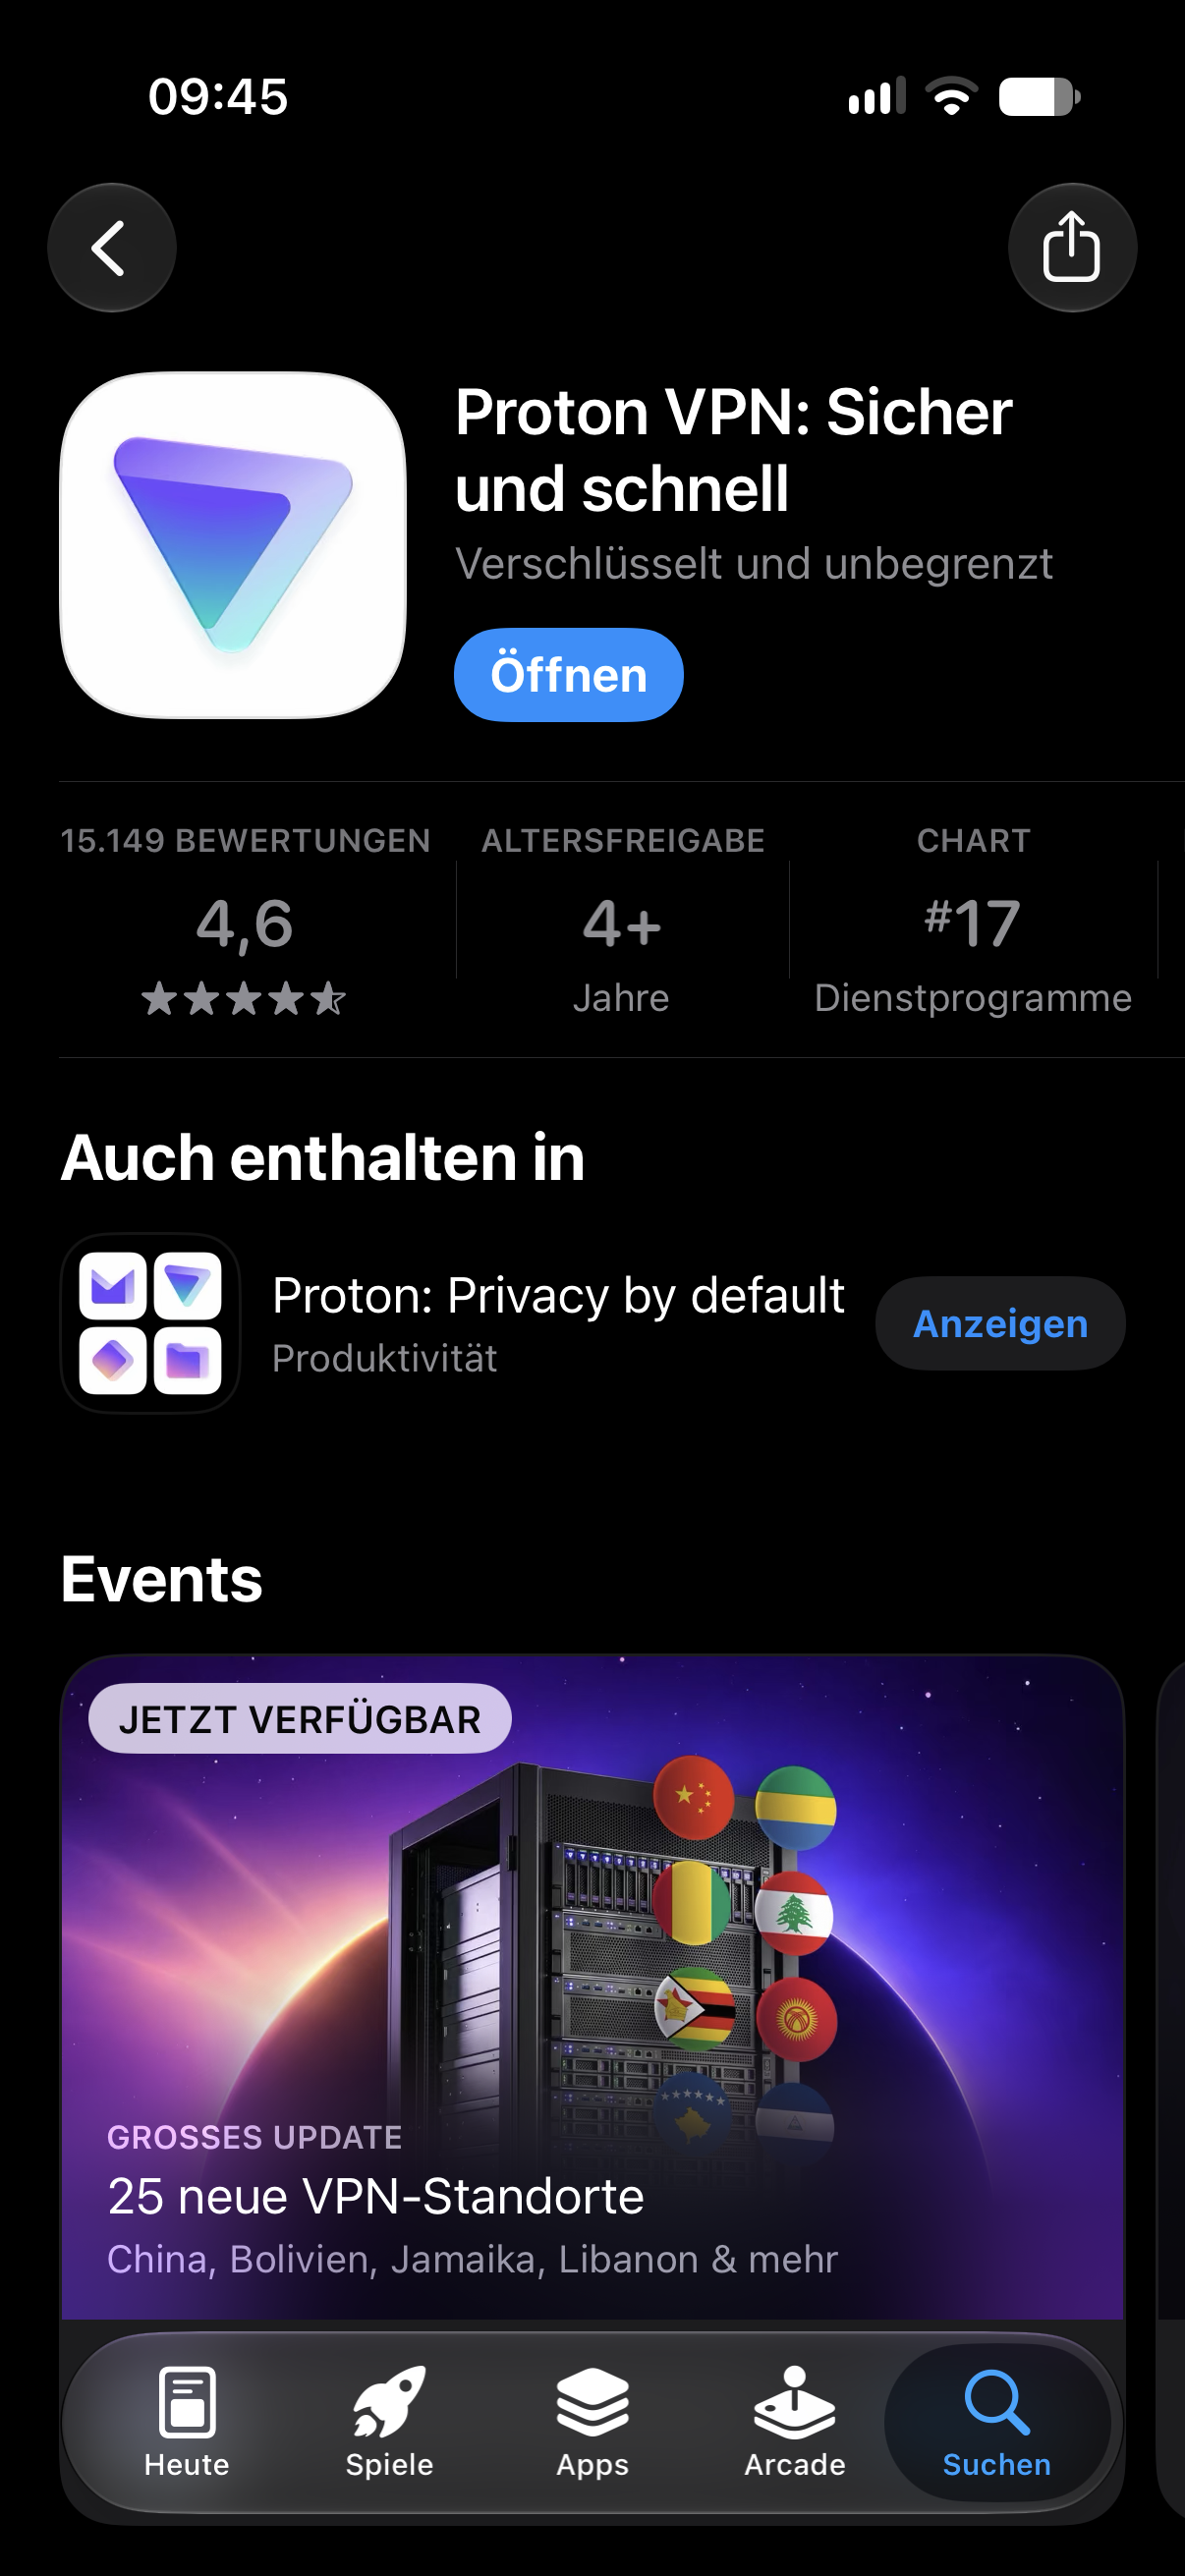 09:45
Proton VPN: Sicher
und schnell
Verschlüsselt und unbegrenzt
Öffnen
15.149 BEWERTUNGEN
4,6
ALTERSFREIGABE
4+
Jahre
CHART
#17
Dienstprogramme
Auch enthalten in
Proton: Privacy by default
Produktivität
Anzeigen
Events
JETZT VERFÜGBAR
GROSSES UPDATE
25 neue VPN-Standorte
China, Bolivien, Jamaika, Libanon & mehr
Heute
Spiele
Apps
Arcade
Suchen